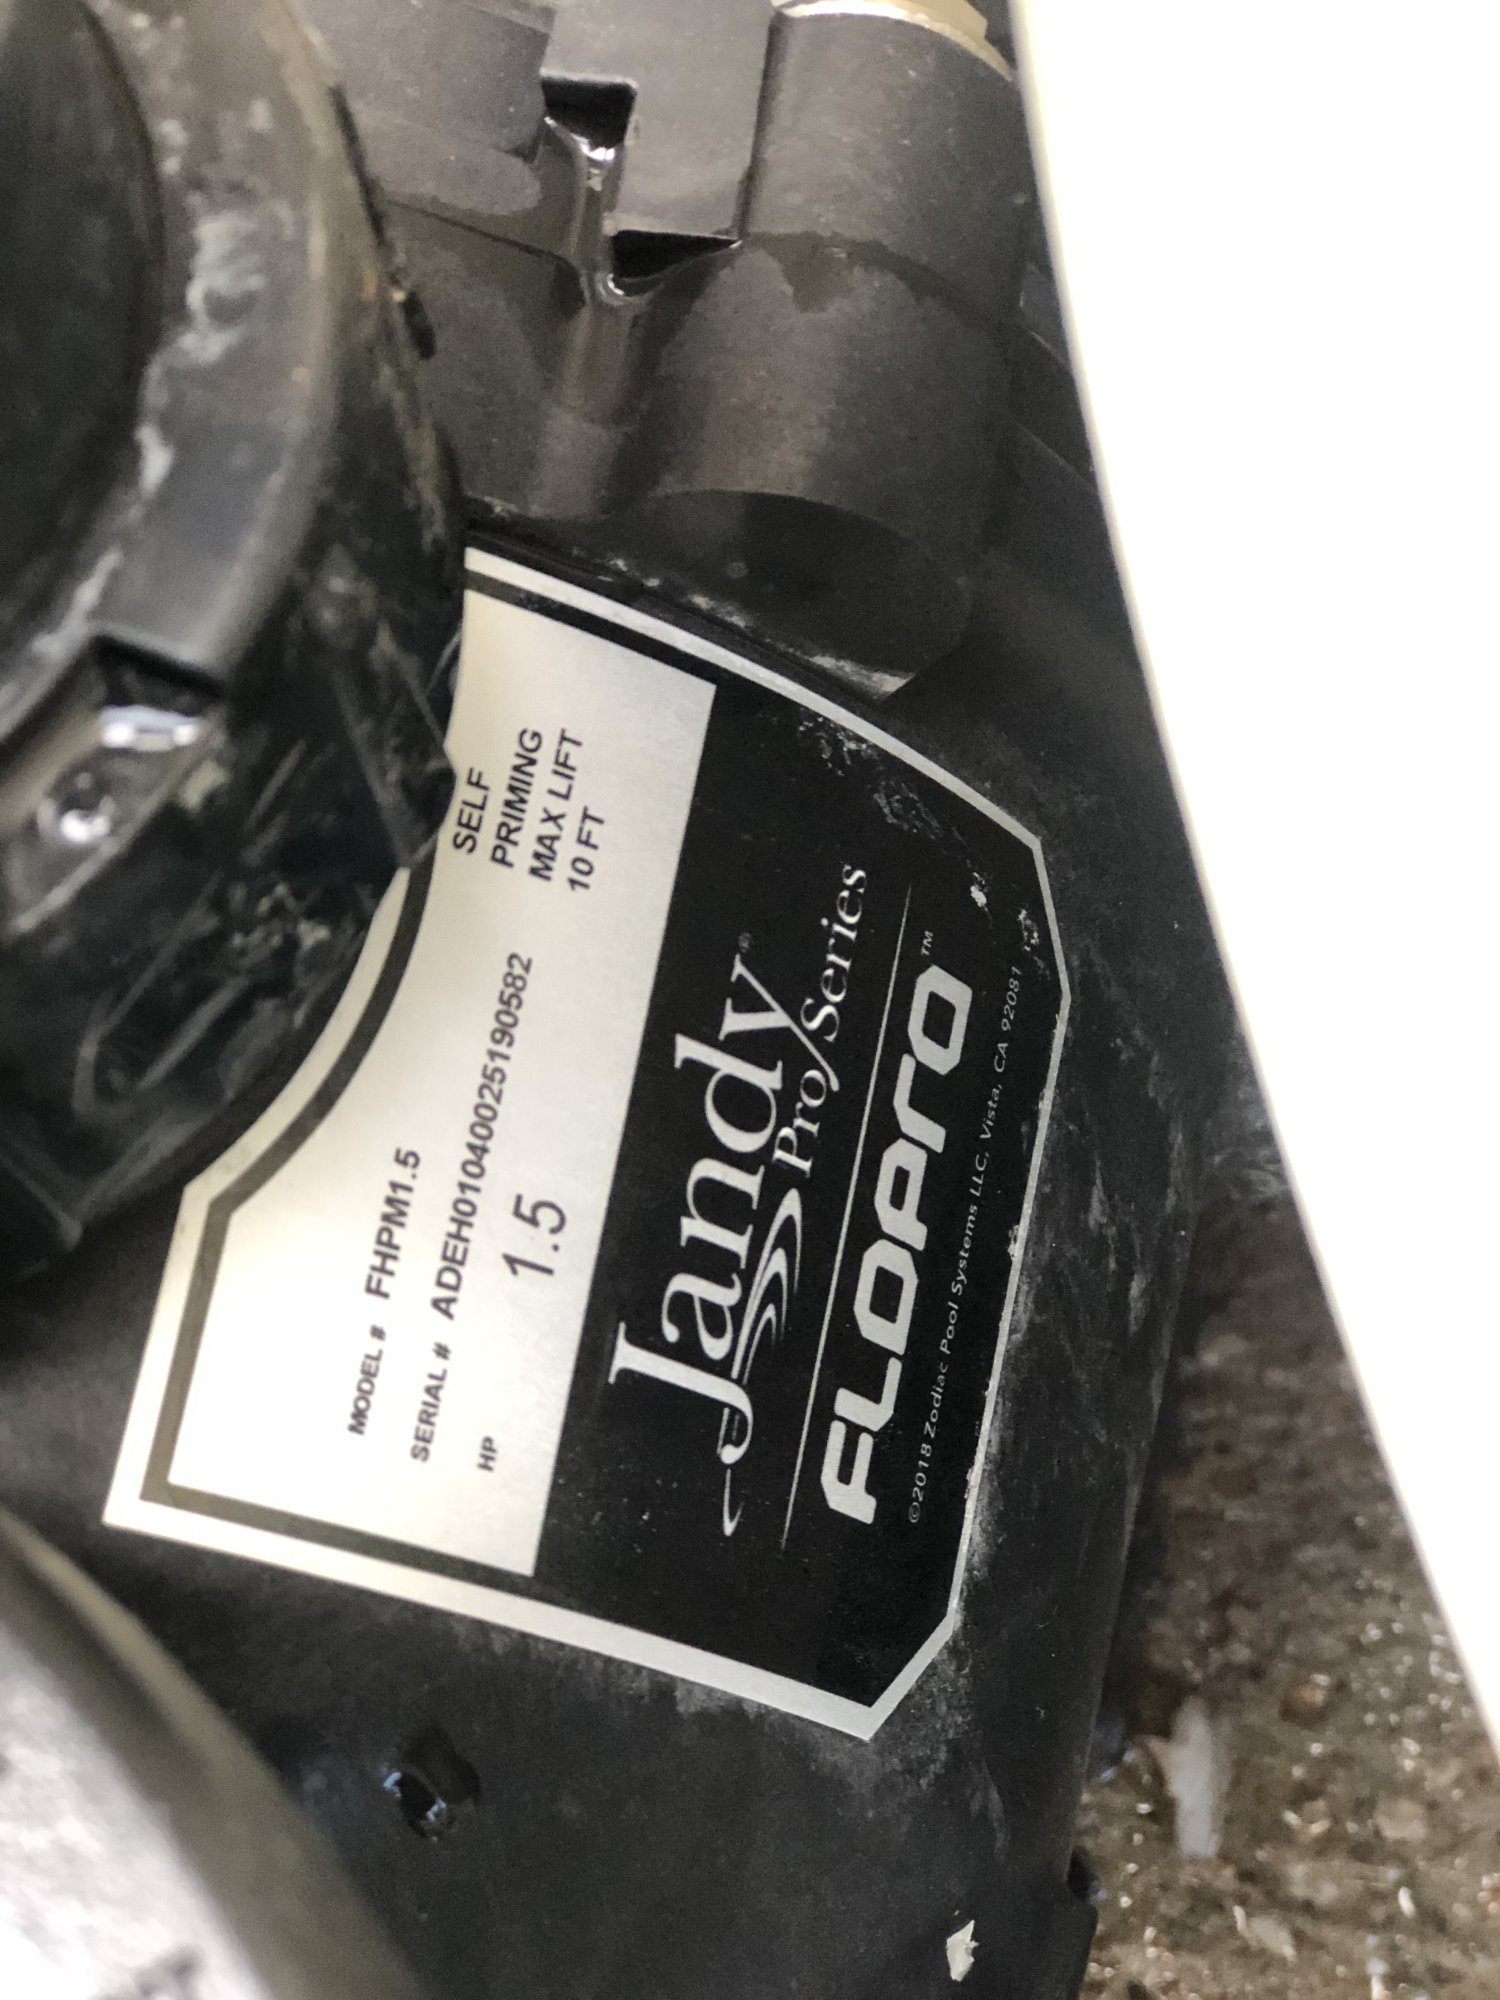 MODEL # FHPM1.5
SERIAL # ADEH01040025190582
HP 1.5
SELF
PRIMING
MAX LIFT
10 FT
Jandy®
Pro Series
FLOPRO™
©2018 Zodiac Pool Systems LLC, Vista, CA 92081